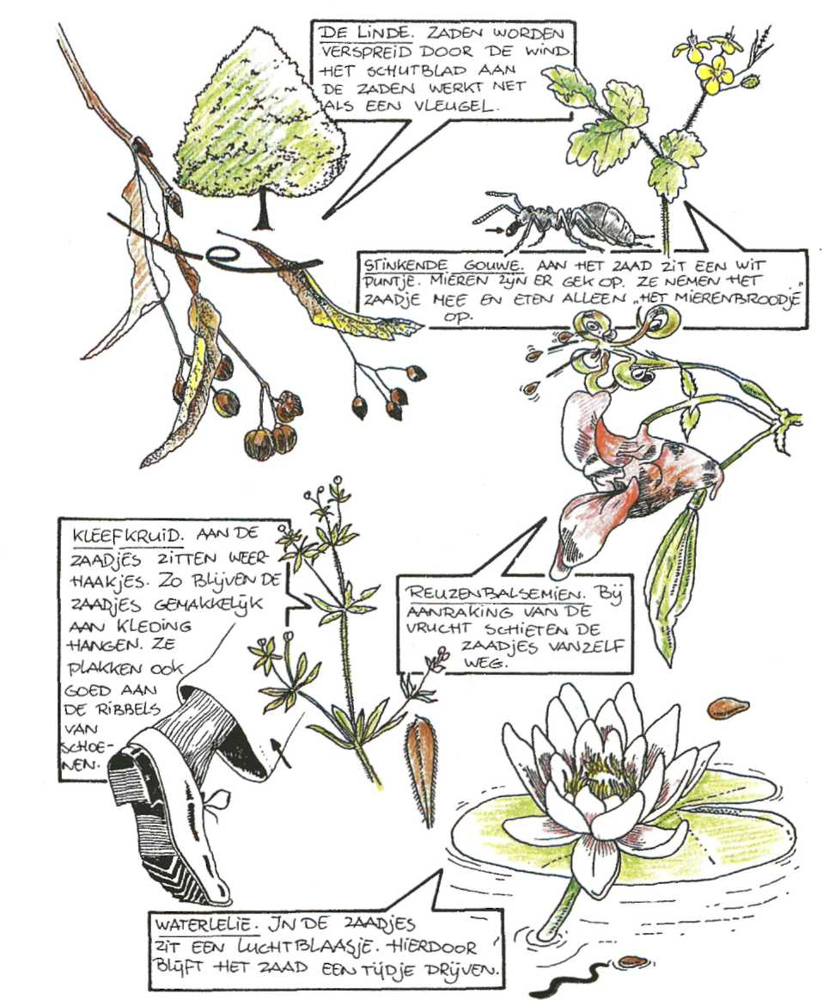 DE LINDE. ZADEN WORDEN
VERSPREID DOOR DE WIND.
HET SCHUTBLAD AAN
DE ZADEN WERKT NET
ALS EEN VLEUGEL.
STINKENDE GOUWE. AAN HET ZAAD ZIT EEN WIT
PUNTJE. MIEREN ZIJN ER GEK OP. ZE NEMEN HET
ZAADJE MEE EN ETEN ALLEEN „HET MIERENBROODJE”
OP.
KLEEFKRUID. AAN DE
ZAADJES ZITTEN WEER-
HAAKJES. ZO BLIJVEN DE
ZAADJES GEMAKKELIJK
AAN KLEDING
HANGEN. ZE
PLAKKEN OOK
GOED AAN
DE RIBBELS
VAN
SCHOE-
NEN.
REUZENBALSEMIEN. BIJ
AANRAKING VAN DE
VRUCHT SCHIETEN DE
ZAADJES VANZELF
WEG.
WATERLELIE. IN DE ZAADJES
ZIT EEN LUCHTBLAASJE. HIERDOOR
BLIJFT HET ZAAD EEN TIJDJE DRIJVEN.